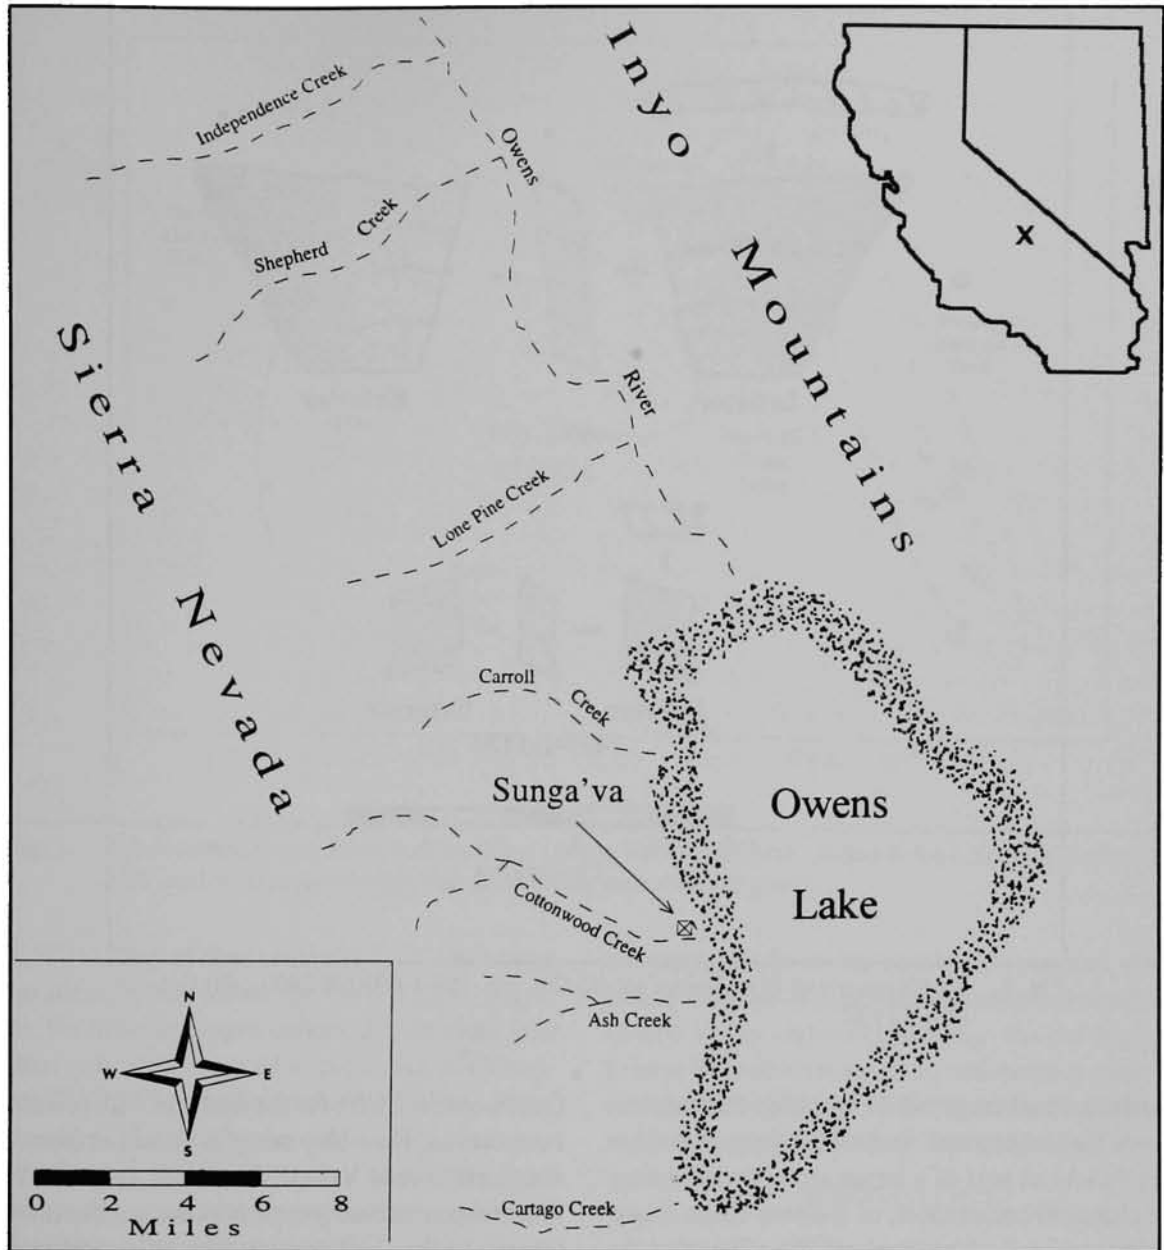 Inyo Mountains
Independence Creek
Owens River
Shepherd Creek
X
Sierra Nevada
Lone Pine Creek
Carroll Creek
Sunga'va
Owens
Lake
Cottonwood Creek
Ash Creek
N
W E
S
0 2 4 6 8
Miles
Cartago Creek